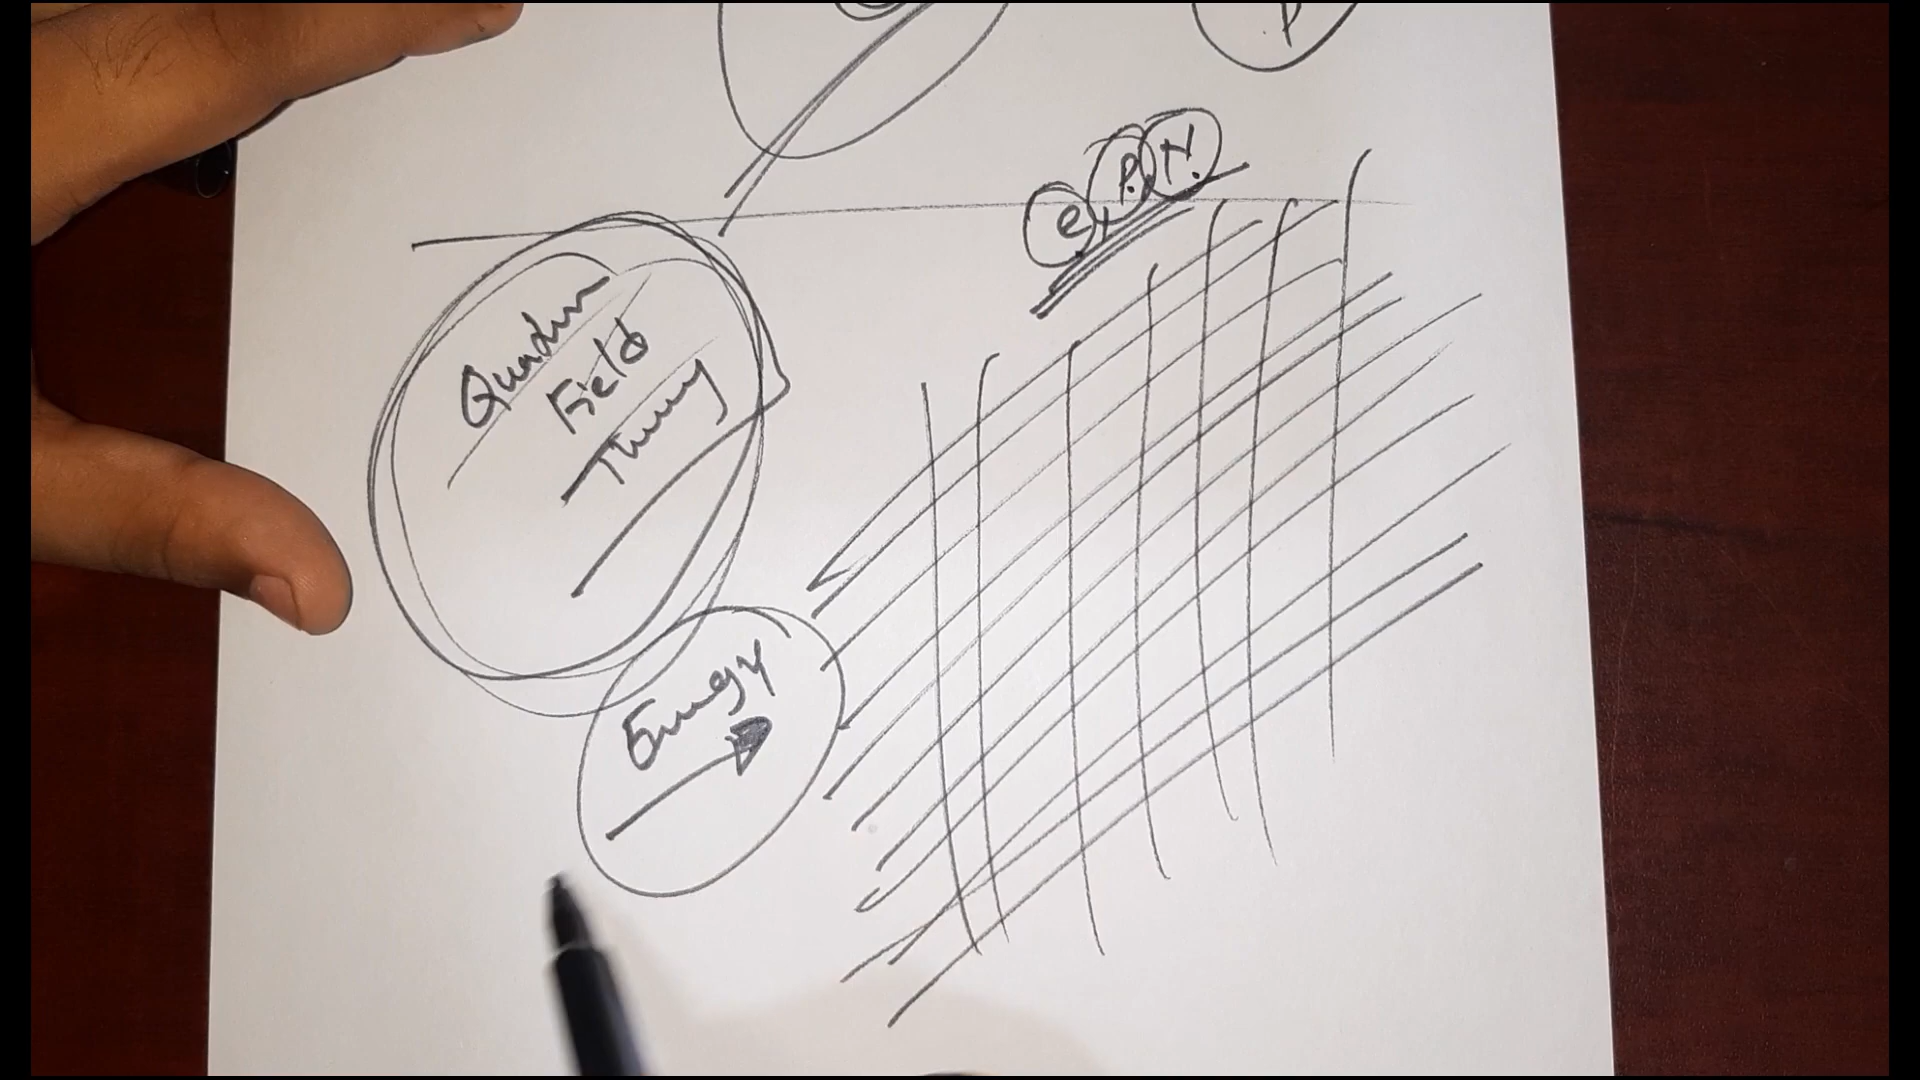 P
e, P. N.
Quantum
Field
Theory
Energy